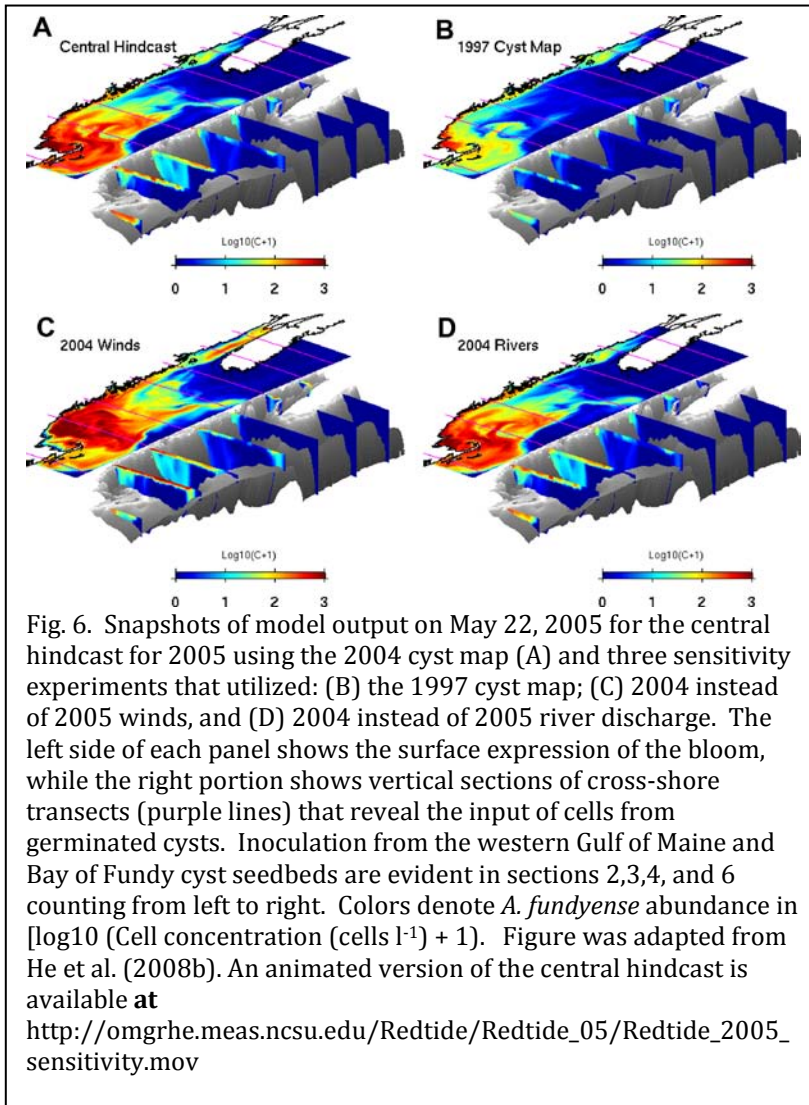 A
Central Hindcast
B
1997 Cyst Map
Log10(C+1)
0 1 2 3
Log10(C+1)
0 1 2 3
C
2004 Winds
D
2004 Rivers
Log10(C+1)
0 1 2 3
Log10(C+1)
0 1 2 3
Fig. 6. Snapshots of model output on May 22, 2005 for the central
hindcast for 2005 using the 2004 cyst map (A) and three sensitivity
experiments that utilized: (B) the 1997 cyst map; (C) 2004 instead
of 2005 winds, and (D) 2004 instead of 2005 river discharge. The
left side of each panel shows the surface expression of the bloom,
while the right portion shows vertical sections of cross-shore
transects (purple lines) that reveal the input of cells from
germinated cysts. Inoculation from the western Gulf of Maine and
Bay of Fundy cyst seedbeds are evident in sections 2,3,4, and 6
counting from left to right. Colors denote A. fundyense abundance in
[log10 (Cell concentration (cells l-1) + 1). Figure was adapted from
He et al. (2008b). An animated version of the central hindcast is
available at
http://omgrhe.meas.ncsu.edu/Redtide/Redtide_05/Redtide_2005_
sensitivity.mov